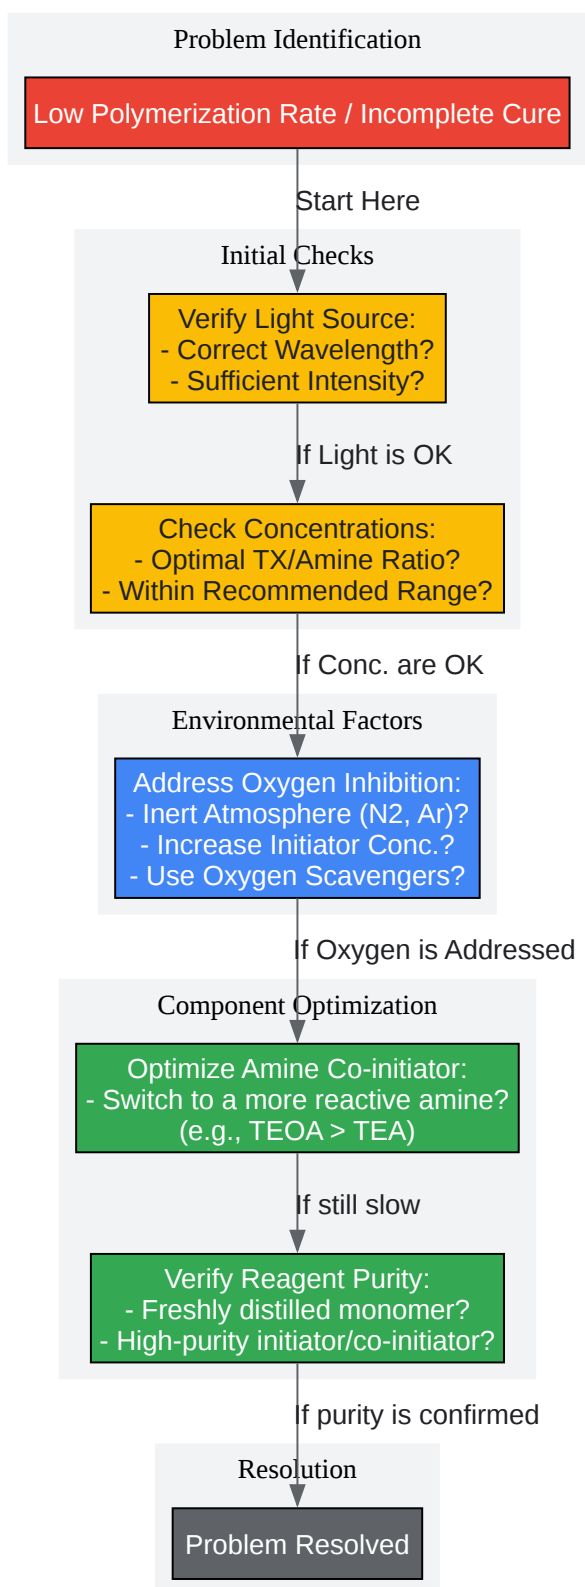 Problem Identification
Low Polymerization Rate / Incomplete Cure
Start Here
Initial Checks
Verify Light Source:
- Correct Wavelength?
- Sufficient Intensity?
If Light is OK
Check Concentrations:
- Optimal TX/Amine Ratio?
- Within Recommended Range?
If Conc. are OK
Environmental Factors
Address Oxygen Inhibition:
- Inert Atmosphere (N2, Ar)?
- Increase Initiator Conc.?
- Use Oxygen Scavengers?
If Oxygen is Addressed
Component Optimization
Optimize Amine Co-initiator:
- Switch to a more reactive amine?
(e.g., TEOA > TEA)
If still slow
Verify Reagent Purity:
- Freshly distilled monomer?
- High-purity initiator/co-initiator?
If purity is confirmed
Resolution
Problem Resolved